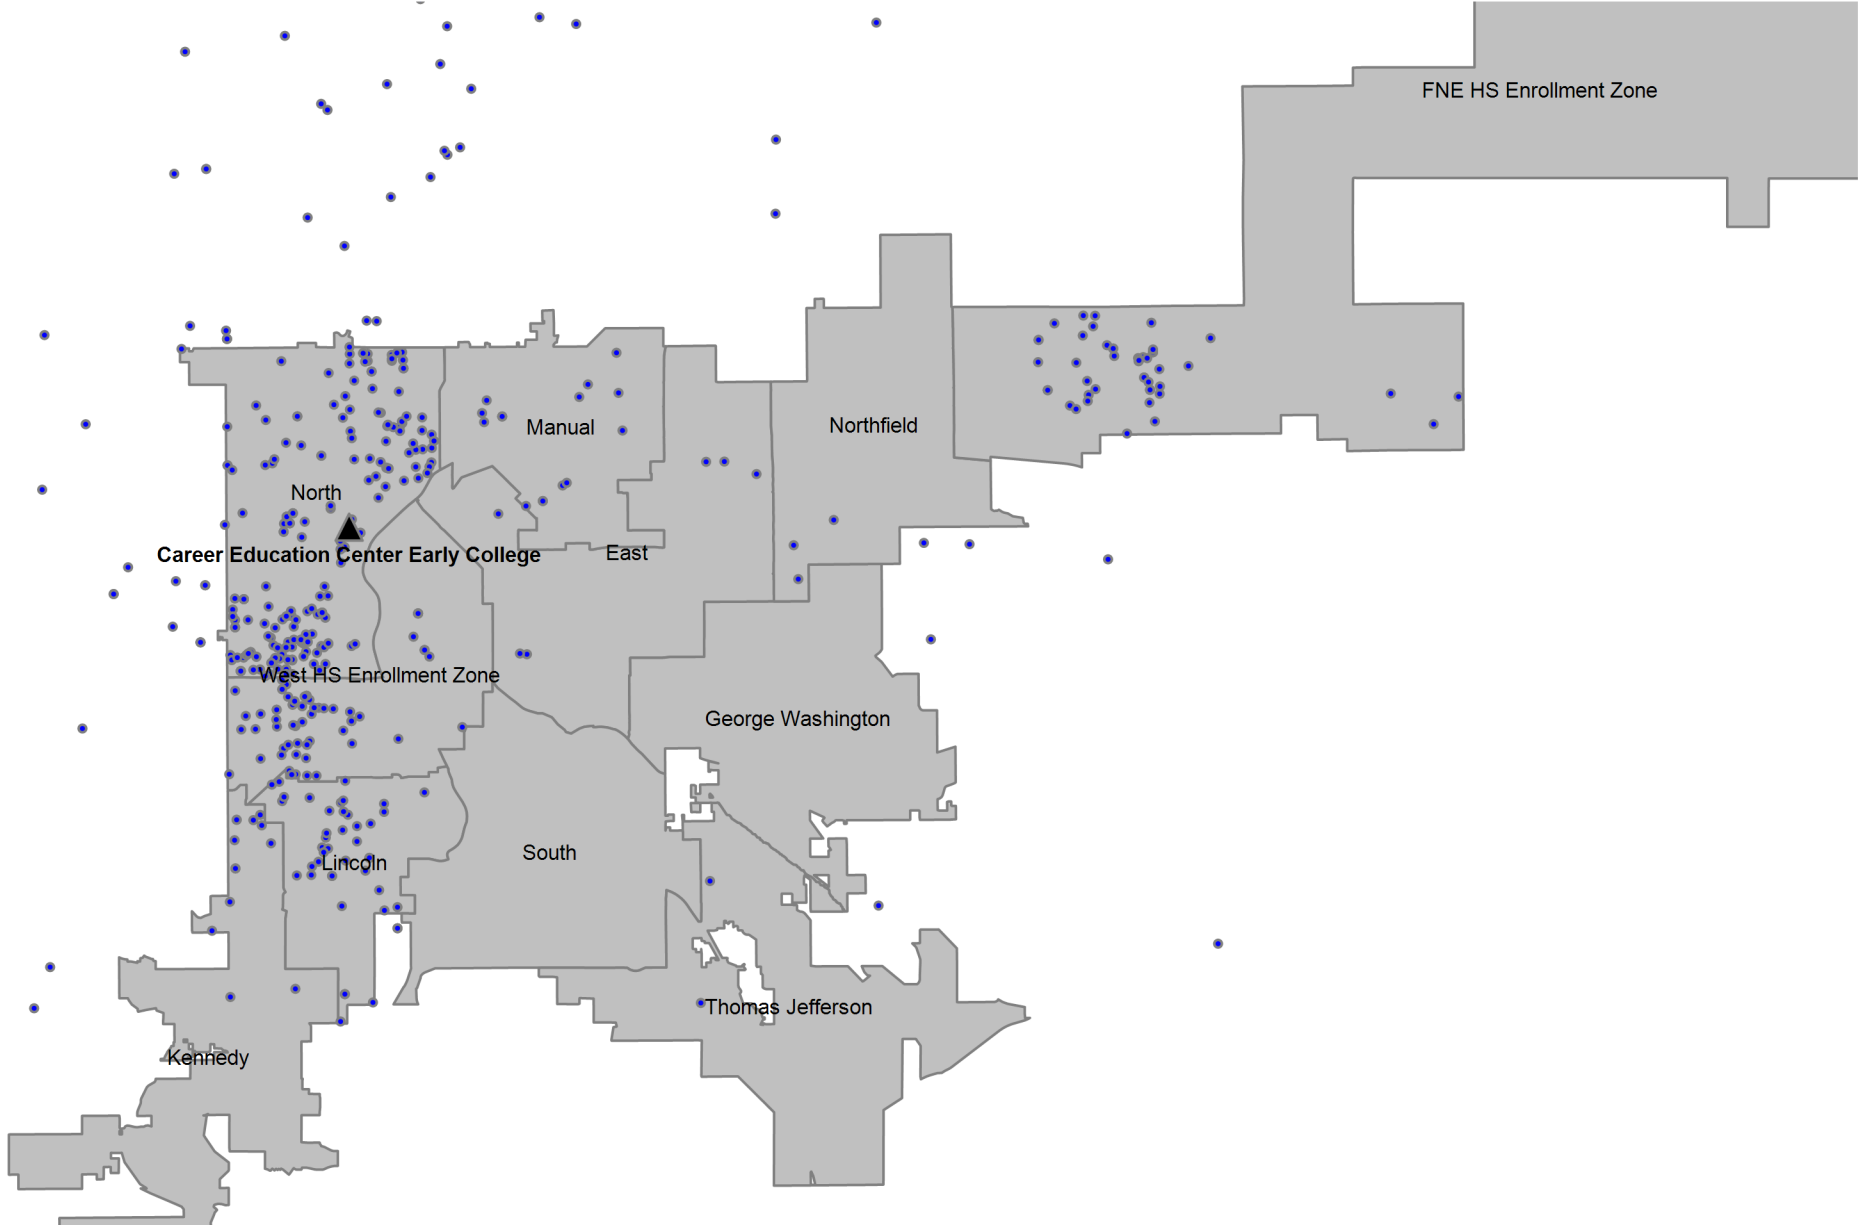 FNE HS Enrollment Zone
Manual
Northfield
North
Career Education Center Early College
East
West HS Enrollment Zone
George Washington
South
Lincoln
Thomas Jefferson
Kennedy